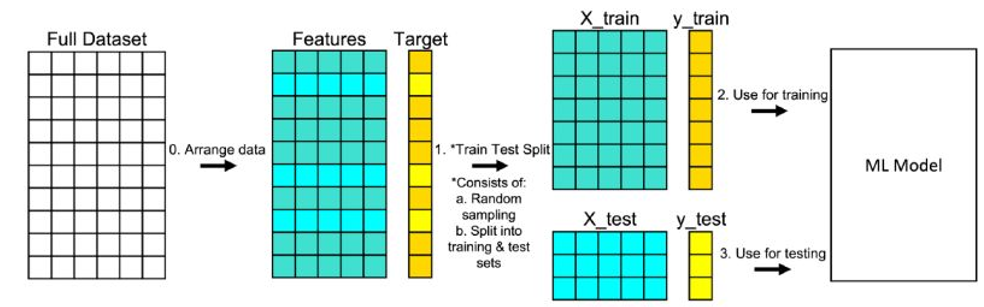 Full Dataset
0. Arrange data
Features
Target
1. *Train Test Split
*Consists of:
a. Random
sampling
b. Split into
training & test
sets
X_train
y_train
2. Use for training
X_test
y_test
3. Use for testing
ML Model